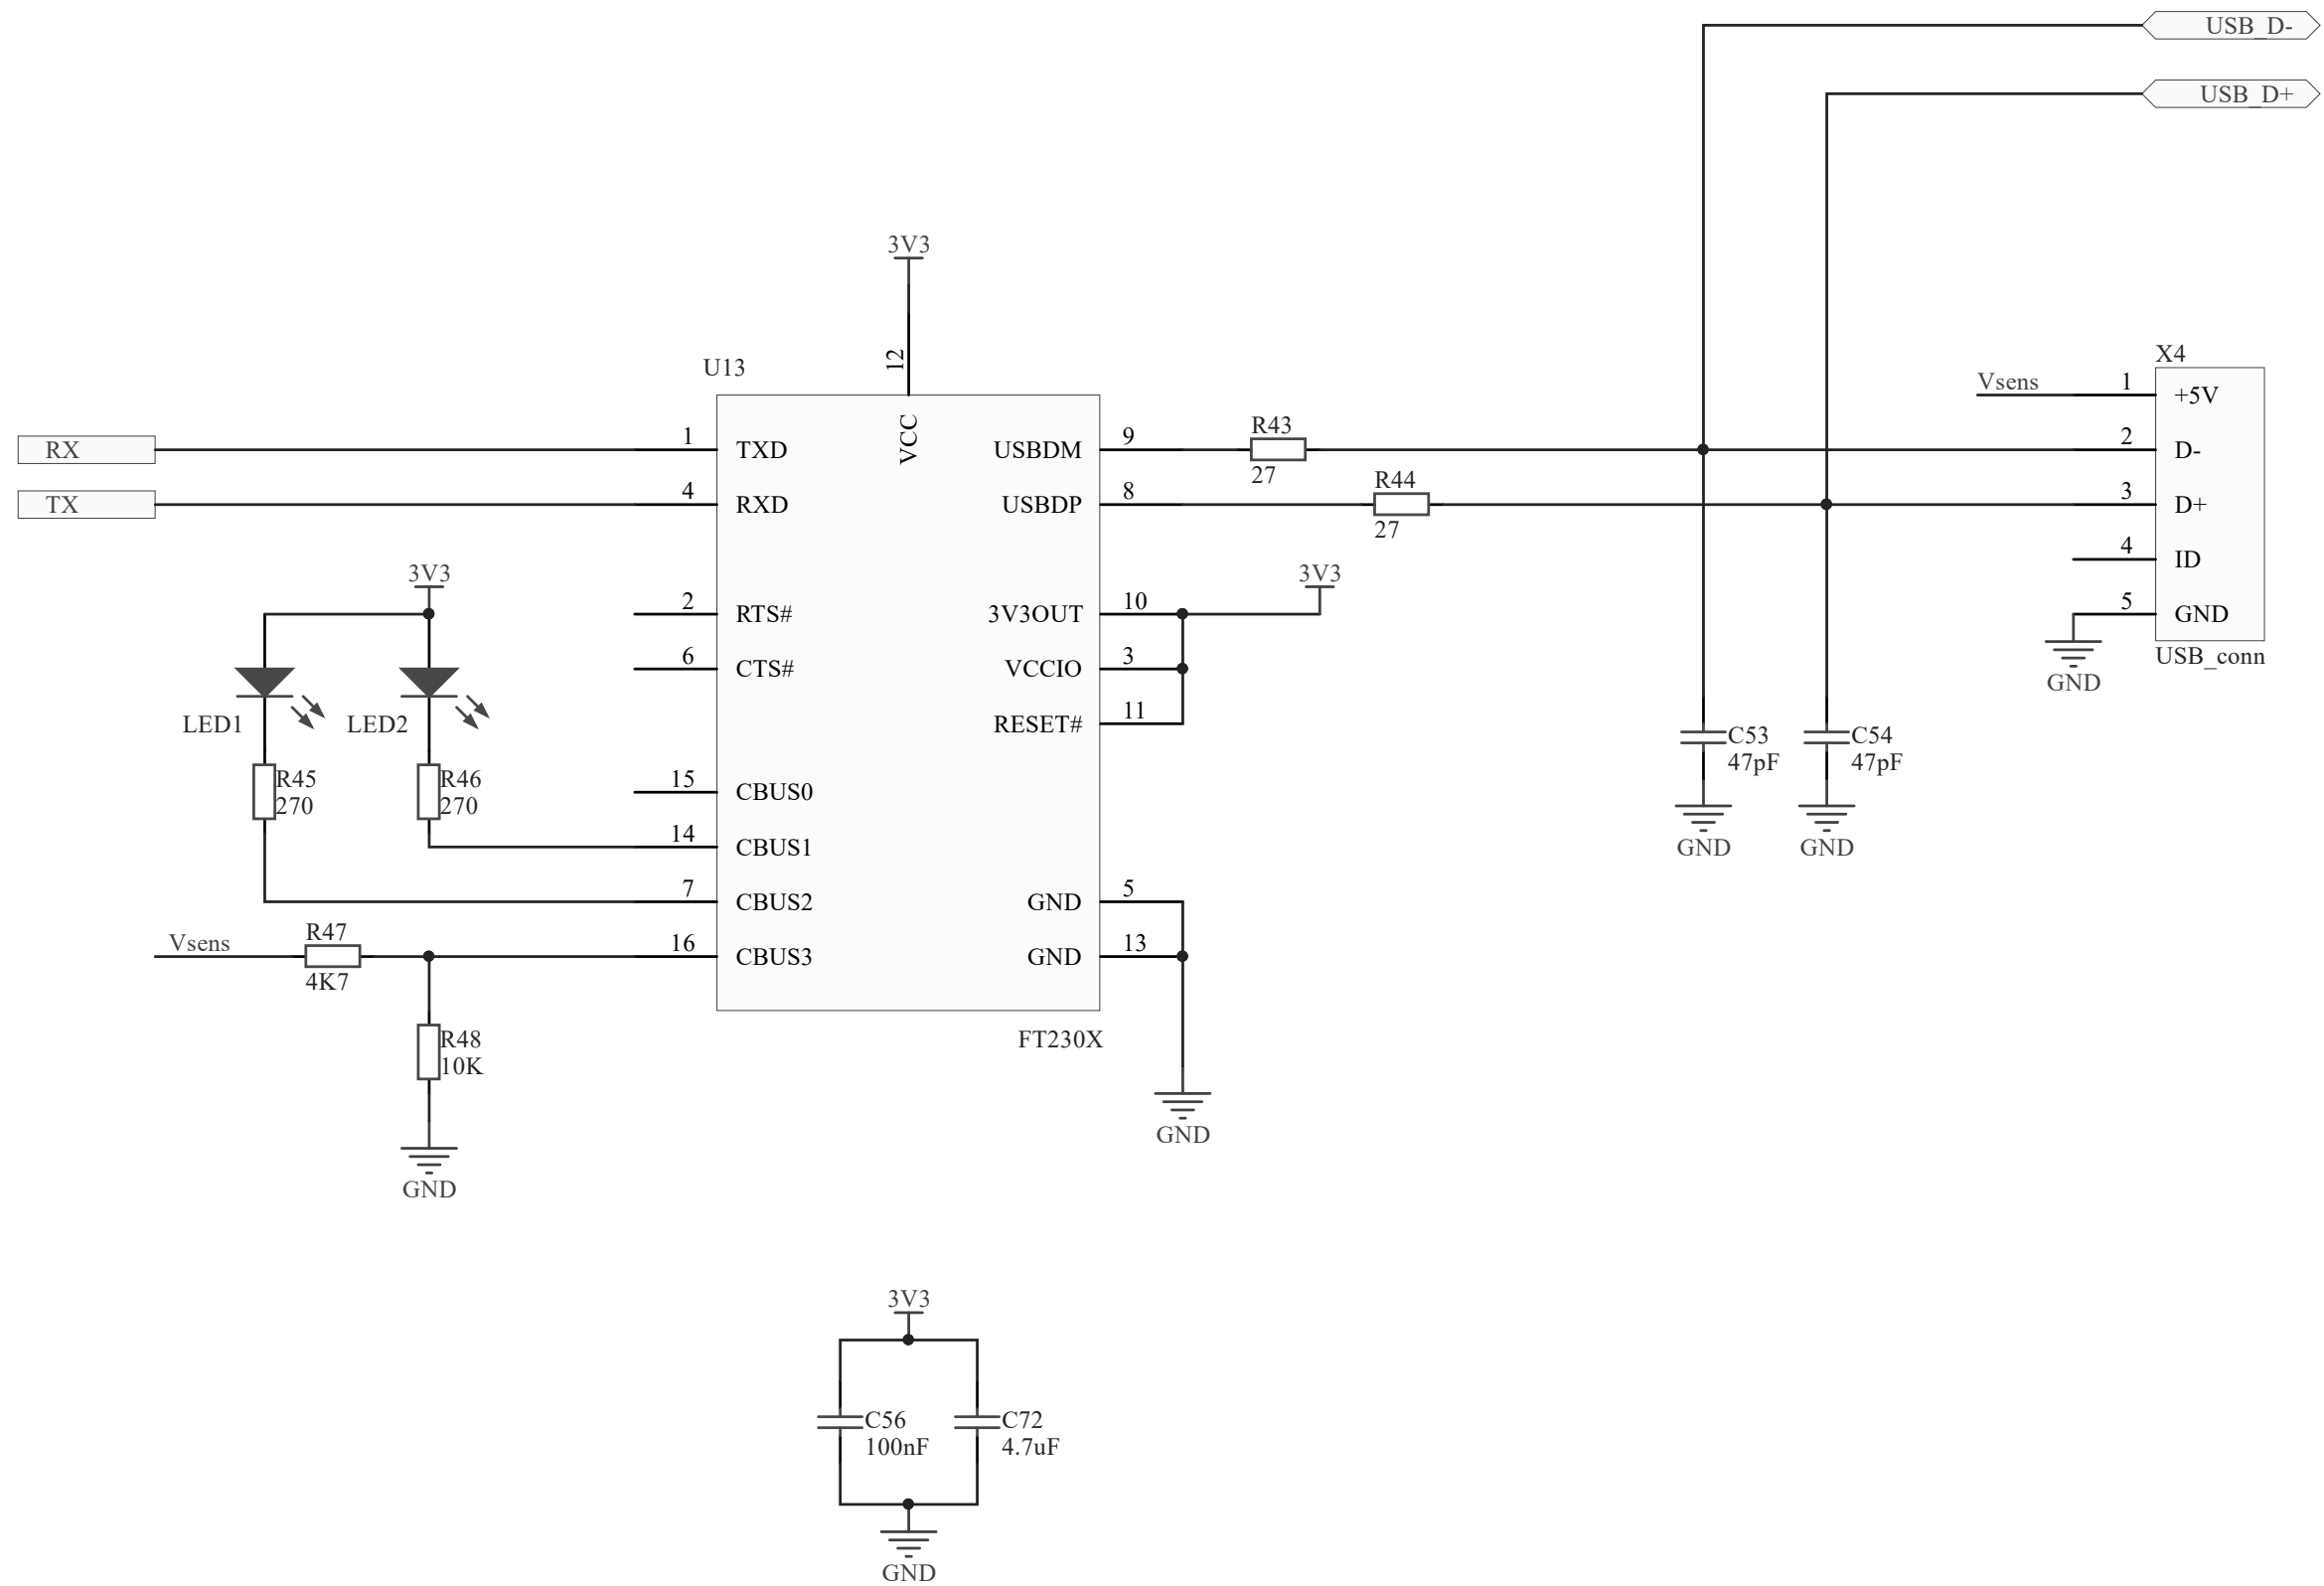 USB_D-
USB_D+
3V3
12
U13
VCC
X4
Vsens
1
+5V
RX
1
TXD
USBDM
9
R43
27
2
D-
TX
4
RXD
USBDP
8
R44
27
3
D+
4
ID
3V3
2
RTS#
3V3OUT
10
3V3
5
GND
6
CTS#
VCCIO
3
USB_conn
GND
LED1
LED2
RESET#
11
C53
47pF
C54
47pF
R45
270
R46
270
15
CBUS0
14
CBUS1
GND
GND
7
CBUS2
GND
5
Vsens
R47
4K7
16
CBUS3
GND
13
R48
10K
FT230X
GND
GND
3V3
C56
100nF
C72
4.7uF
GND